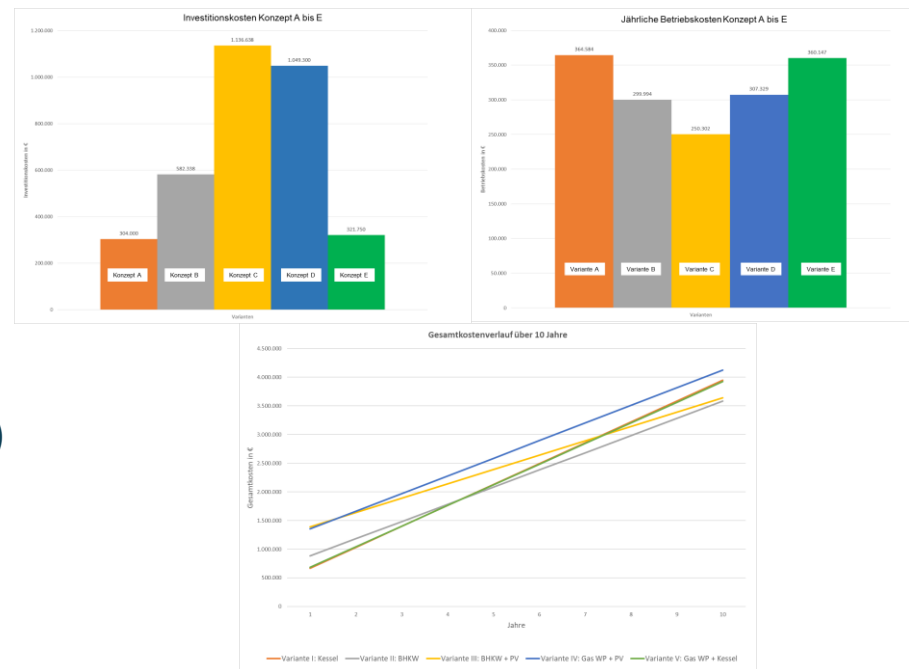 Investitionskosten Konzept A bis E
1.200.000
1.136.638
1.049.300
1.000.000
800.000
Investitionskosten in €
600.000
582.338
400.000
304.000
321.750
200.000
Konzept A
Konzept B
Konzept C
Konzept D
Konzept E
0
Varianten
Jährliche Betriebskosten Konzept A bis E
400.000
364.584
360.147
350.000
307.329
300.000
299.994
250.302
250.000
Betriebskosten in €
200.000
150.000
100.000
50.000
Variante A
Variante B
Variante C
Variante D
Variante E
0
Varianten
Gesamtkostenverlauf über 10 Jahre
4.500.000
4.000.000
3.500.000
3.000.000
2.500.000
Gesamtkosten in €
2.000.000
1.500.000
1.000.000
500.000
0
1 2 3 4 5 6 7 8 9 10
Jahre
Variante I: Kessel Variante II: BHKW Variante III: BHKW + PV Variante IV: Gas WP + PV Variante V: Gas WP + Kessel